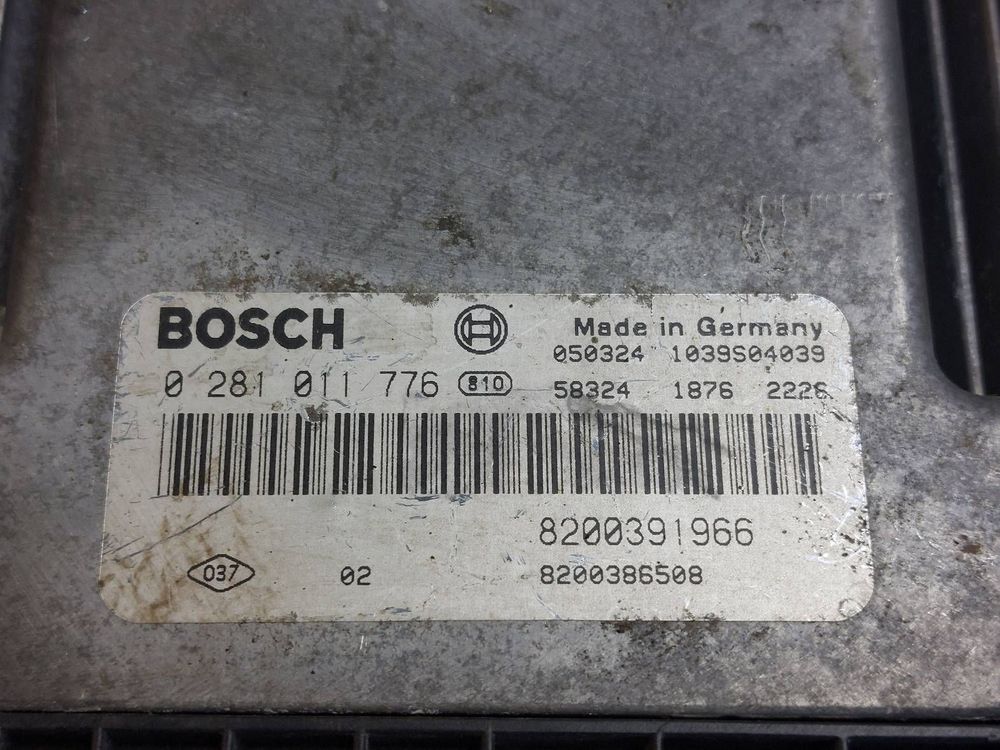 BOSCH
Made in Germany
050324 1039S04039
0 281 011 776 810
58324 1876 2226
8200391966
037 02 8200386508